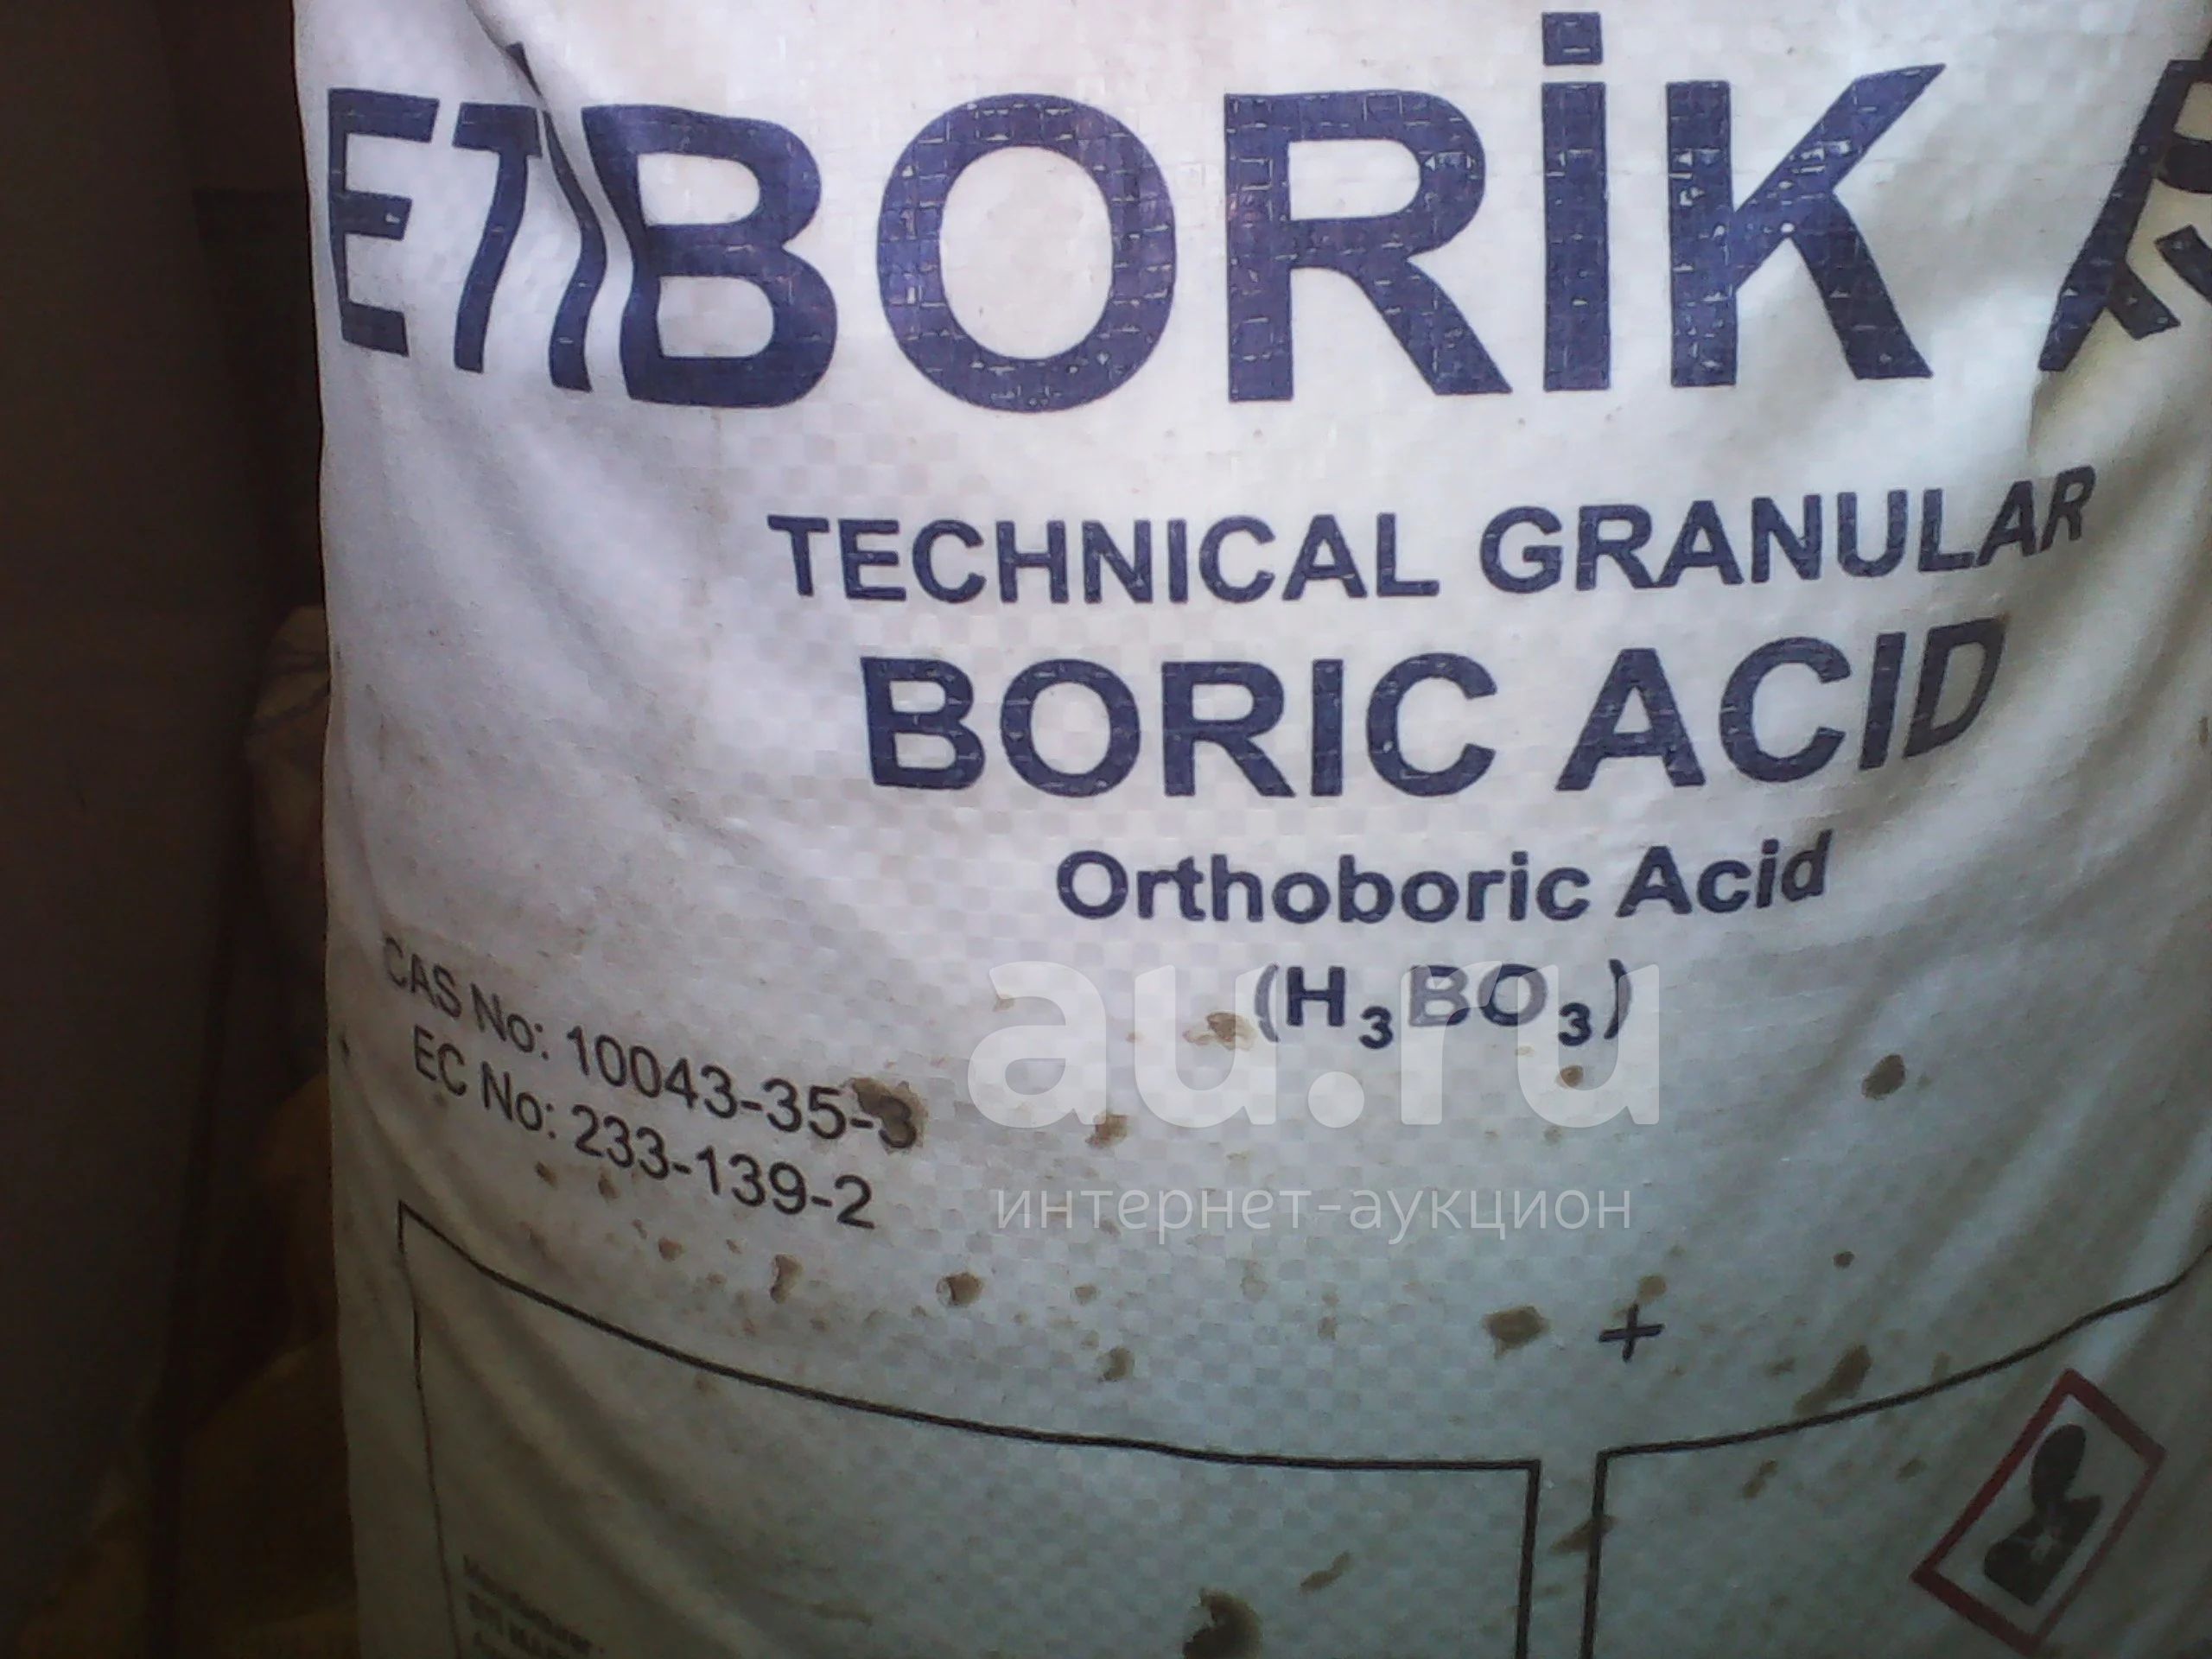 ETİBORİK
TECHNICAL GRANULAR
BORIC ACID
Orthoboric Acid
(H₃BO₃)
CAS No: 10043-35-3
EC No: 233-139-2
au.ru
интернет-аукцион
+